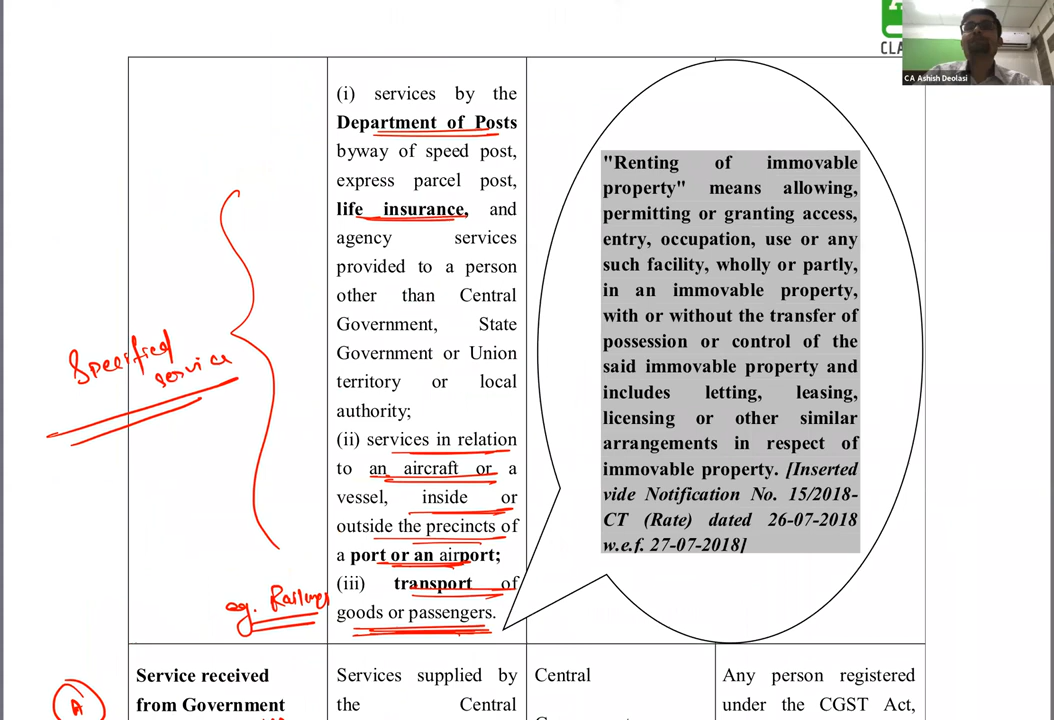 CLA
CA Ashish Deolasi
(i) services by the
Department of Posts
byway of speed post,
express parcel post,
life insurance, and
agency services
provided to a person
other than Central
Government, State
Government or Union
territory or local
authority;
(ii) services in relation
to an aircraft or a
vessel, inside or
outside the precincts of
a port or an airport;
(iii) transport of
goods or passengers.
"Renting of immovable
property" means allowing,
permitting or granting access,
entry, occupation, use or any
such facility, wholly or partly,
in an immovable property,
with or without the transfer of
possession or control of the
said immovable property and
includes letting, leasing,
licensing or other similar
arrangements in respect of
immovable property. [Inserted
vide Notification No. 15/2018-
CT (Rate) dated 26-07-2018
w.e.f. 27-07-2018]
Specified
service
eg. Railways
A
Service received
from Government
Services supplied by
the Central
Central
Any person registered
under the CGST Act,